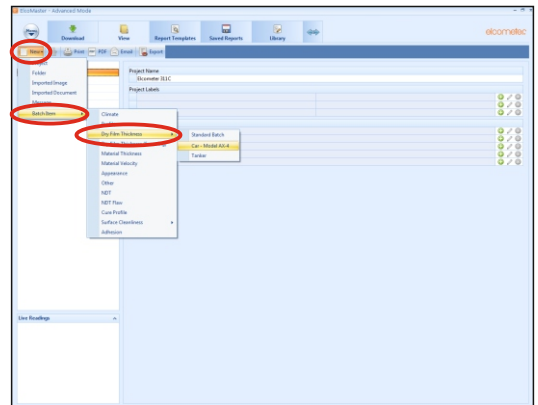 ElcoMaster - Advanced Mode
Download
View
Report Templates
Saved Reports
Library
elcometer
New
Print
PDF
Email
Export
Project
Folder
Imported Image
Imported Document
Message
Batch Item
Climate
Dry Film Thickness
Material Thickness
Material Velocity
Appearance
Other
NDT
NDT Flaw
Cure Profile
Surface Cleanliness
Adhesion
Standard Batch
Car - Model AX-4
Tanker
Project Name
Project Labels
Live Readings